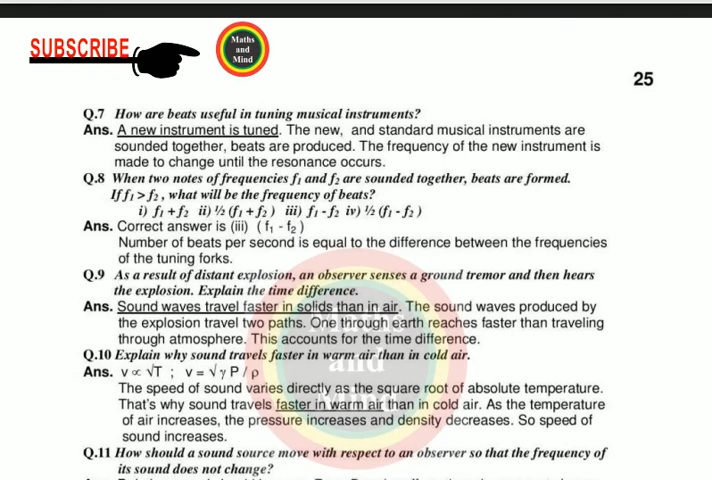 SUBSCRIBE
Maths
and
Mind
25
Q.7 How are beats useful in tuning musical instruments?
Ans. A new instrument is tuned. The new, and standard musical instruments are
sounded together, beats are produced. The frequency of the new instrument is
made to change until the resonance occurs.
Q.8 When two notes of frequencies f₁ and f₂ are sounded together, beats are formed.
If f₁ > f₂ , what will be the frequency of beats?
i) f₁ + f₂ ii) ½ (f₁ + f₂ ) iii) f₁ - f₂ iv) ½ (f₁ - f₂ )
Ans. Correct answer is (iii) ( f₁ - f₂ )
Number of beats per second is equal to the difference between the frequencies
of the tuning forks.
Q.9 As a result of distant explosion, an observer senses a ground tremor and then hears
the explosion. Explain the time difference.
Ans. Sound waves travel faster in solids than in air. The sound waves produced by
the explosion travel two paths. One through earth reaches faster than traveling
through atmosphere. This accounts for the time difference.
Q.10 Explain why sound travels faster in warm air than in cold air.
Ans. v ∝ √T ; v = √ γ P / ρ
The speed of sound varies directly as the square root of absolute temperature.
That's why sound travels faster in warm air than in cold air. As the temperature
of air increases, the pressure increases and density decreases. So speed of
sound increases.
Q.11 How should a sound source move with respect to an observer so that the frequency of
its sound does not change?
Maths
and
Mind